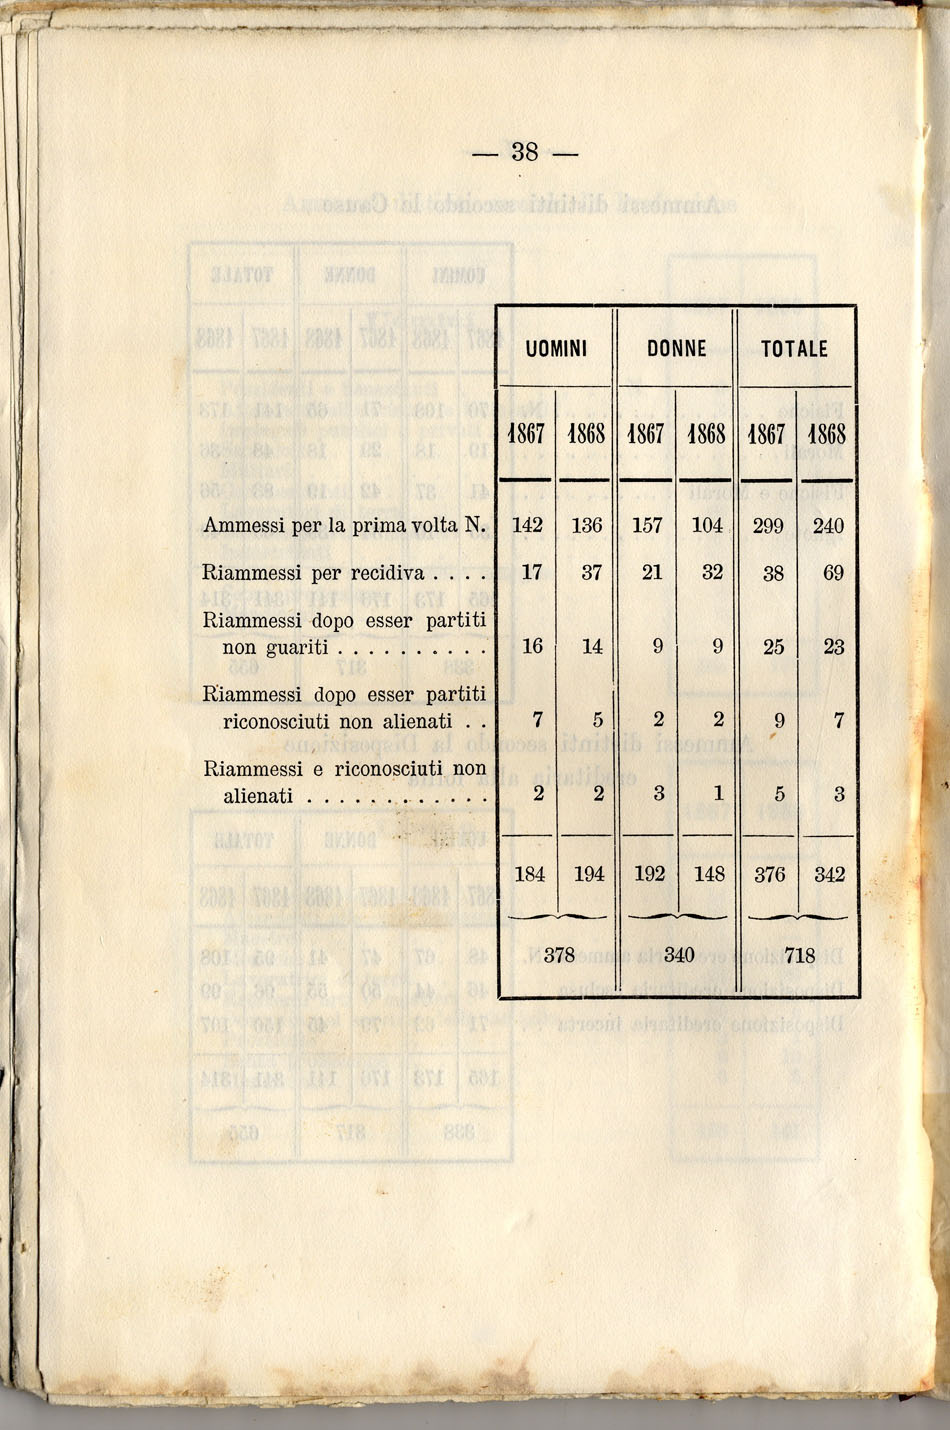 — 38 —
UOMINI DONNE TOTALE
1867 1868 1867 1868 1867 1868
Ammessi per la prima volta N. 142 136 157 104 299 240
Riammessi per recidiva . . . . 17 37 21 32 38 69
Riammessi dopo esser partiti
non guariti . . . . . . . . . . 16 14 9 9 25 23
Riammessi dopo esser partiti
riconosciuti non alienati . . 7 5 2 2 9 7
Riammessi e riconosciuti non
alienati . . . . . . . . . . . . 2 2 3 1 5 3
184 194 192 148 376 342
378 340 718